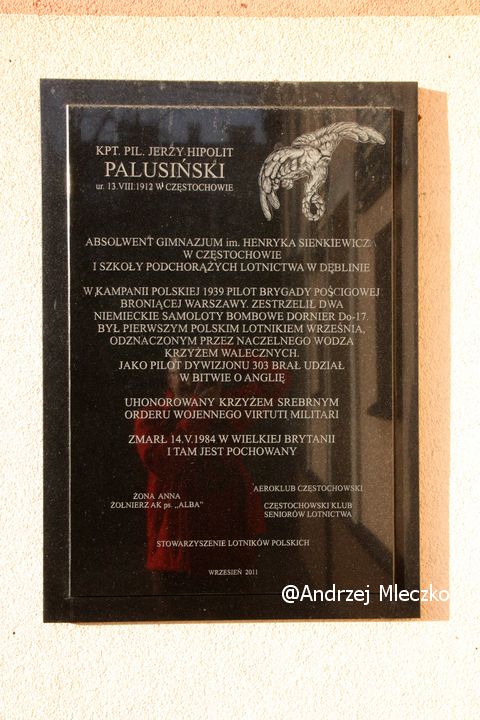 KPT. PIL. JERZY HIPOLIT
PALUSIŃSKI
ur. 13.VIII.1912 W CZĘSTOCHOWIE
ABSOLWENT GIMNAZJUM im. HENRYKA SIENKIEWICZA
W CZĘSTOCHOWIE
I SZKOŁY PODCHORĄŻYCH LOTNICTWA W DĘBLINIE
W KAMPANII POLSKIEJ 1939 PILOT BRYGADY POŚCIGOWEJ
BRONIĄCEJ WARSZAWY. ZESTRZELIŁ DWA
NIEMIECKIE SAMOLOTY BOMBOWE DORNIER Do-17.
BYŁ PIERWSZYM POLSKIM LOTNIKIEM WRZEŚNIA,
ODZNACZONYM PRZEZ NACZELNEGO WODZA
KRZYŻEM WALECZNYCH.
JAKO PILOT DYWIZJONU 303 BRAŁ UDZIAŁ
W BITWIE O ANGLIĘ
UHONOROWANY KRZYŻEM SREBRNYM
ORDERU WOJENNEGO VIRTUTI MILITARI
ZMARŁ 14.V.1984 W WIELKIEJ BRYTANII
I TAM JEST POCHOWANY
ŻONA ANNA
ŻOŁNIERZ AK ps. „ALBA"
AEROKLUB CZĘSTOCHOWSKI
CZĘSTOCHOWSKI KLUB
SENIORÓW LOTNICTWA
STOWARZYSZENIE LOTNIKÓW POLSKICH
WRZESIEŃ 2011
@Andrzej Mleczko